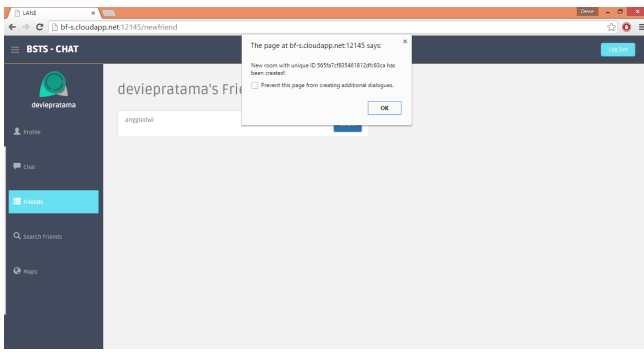 LANE
Devie
bf-s.cloudapp.net:12145/newfriend
BSTS - CHAT
Log Out
The page at bf-s.cloudapp.net:12145 says:
New room with unique ID 565fa7cf835461812dfc83ca has
been created!
Prevent this page from creating additional dialogues.
OK
deviepratama
deviepratama's Frie
anggiedwi
Profile
Chat
Friends
Search Friends
Maps